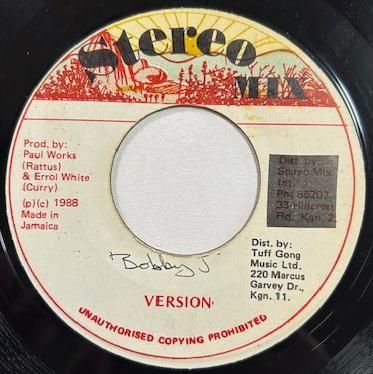 Stereo
MIX
Prod. by:
Paul Works
(Rattus)
& Errol White
(Curry)
(p)(c) 1988
Made in
Jamaica
Dist. by:
Stereo Mix
Int.
Ph: 85207
33 Hillcrest
Rd., Kgn. 2
Dist. by:
Tuff Gong
Music Ltd.
220 Marcus
Garvey Dr.,
Kgn. 11.
"Bobby J"
VERSION
UNAUTHORISED COPYING PROHIBITED